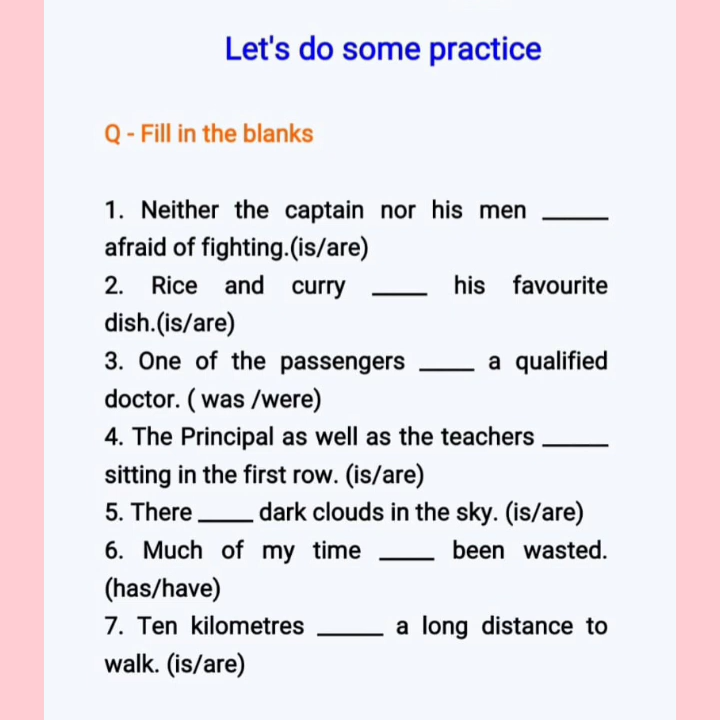 Let's do some practice
Q - Fill in the blanks
1. Neither the captain nor his men _____
afraid of fighting.(is/are)
2. Rice and curry ____ his favourite
dish.(is/are)
3. One of the passengers ____ a qualified
doctor. ( was /were)
4. The Principal as well as the teachers _____
sitting in the first row. (is/are)
5. There ____ dark clouds in the sky. (is/are)
6. Much of my time ____ been wasted.
(has/have)
7. Ten kilometres _____ a long distance to
walk. (is/are)